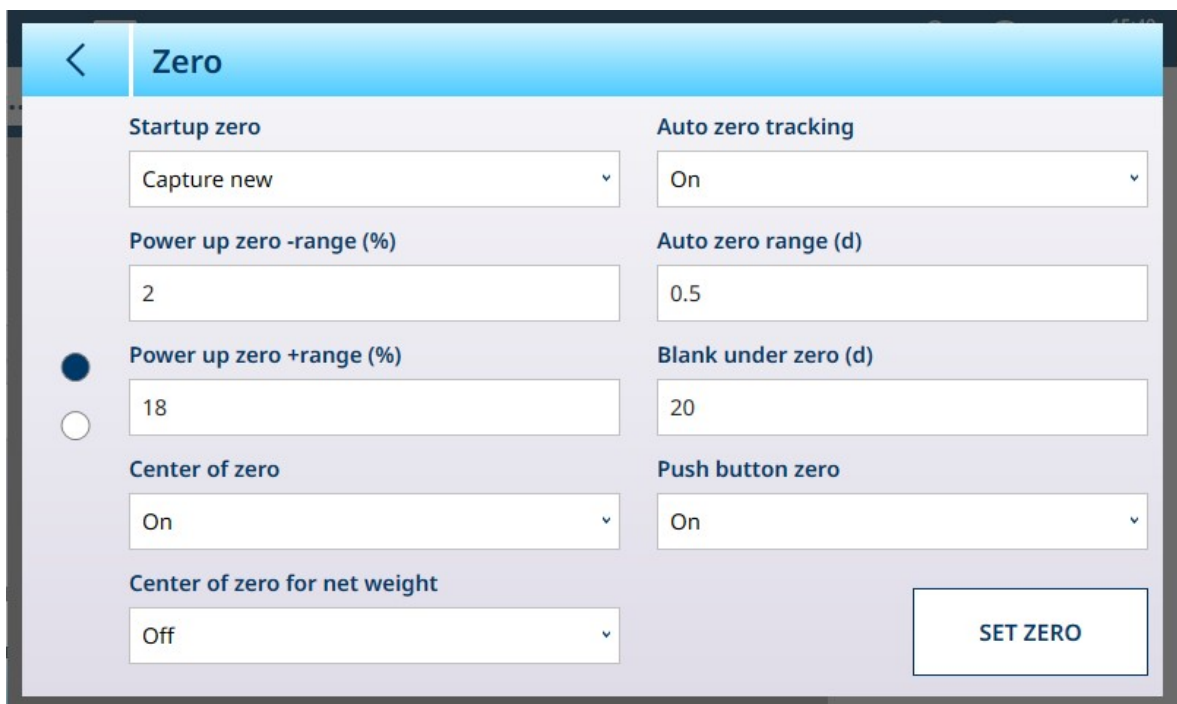 Zero
Startup zero
Capture new
Power up zero -range (%)
2
Power up zero +range (%)
18
Center of zero
On
Center of zero for net weight
Off
Auto zero tracking
On
Auto zero range (d)
0.5
Blank under zero (d)
20
Push button zero
On
SET ZERO